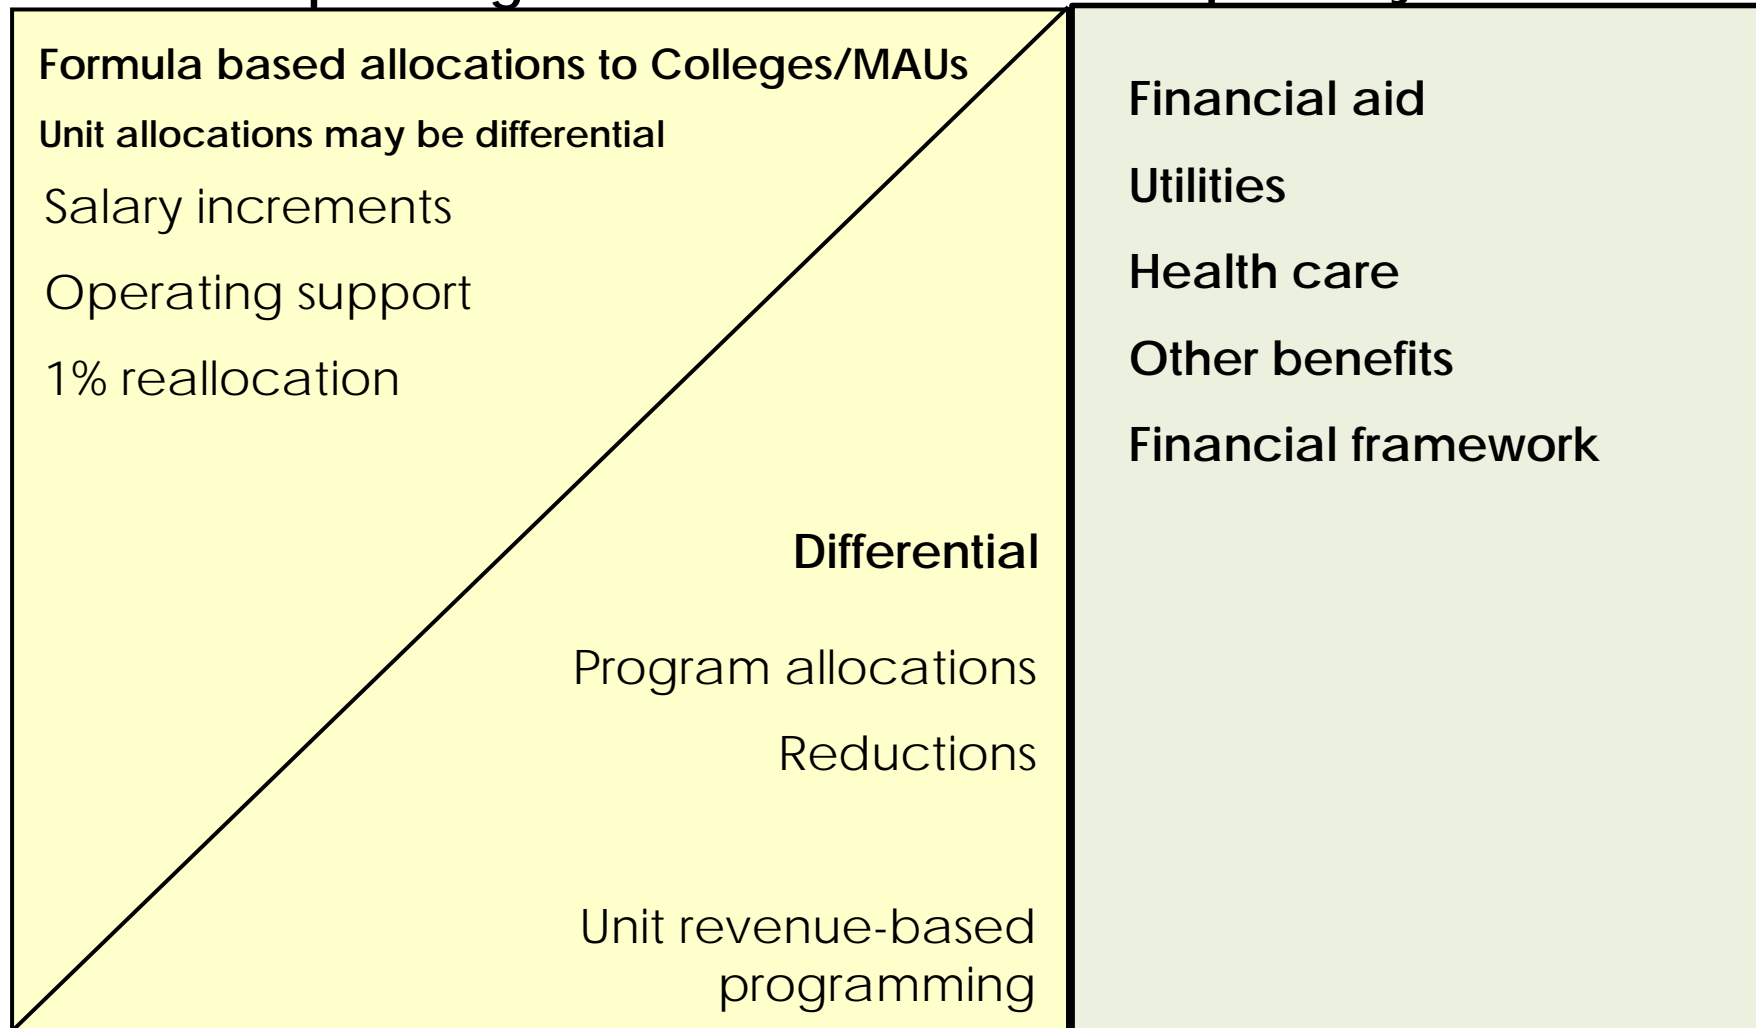 Formula based allocations to Colleges/MAUs
Unit allocations may be differential
Salary increments
Operating support
1% reallocation
Differential
Program allocations
Reductions
Unit revenue-based
programming
Financial aid
Utilities
Health care
Other benefits
Financial framework